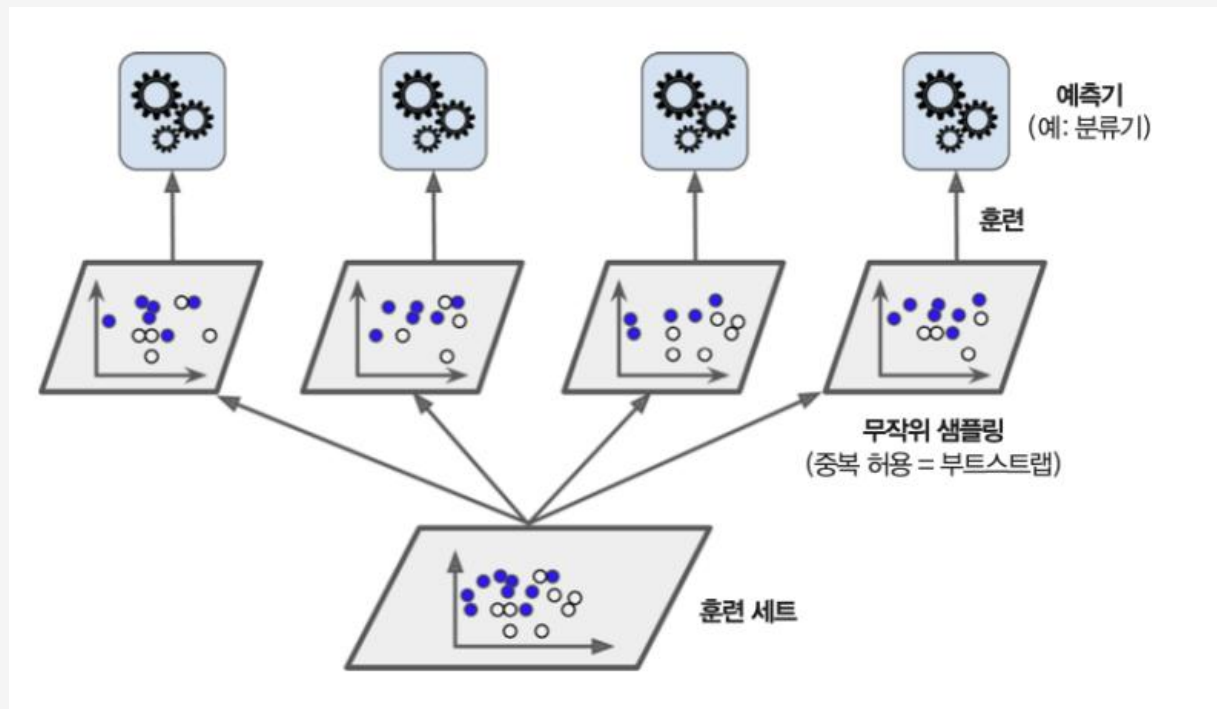 예측기
(예: 분류기)
훈련
무작위 샘플링
(중복 허용 = 부트스트랩)
훈련 세트